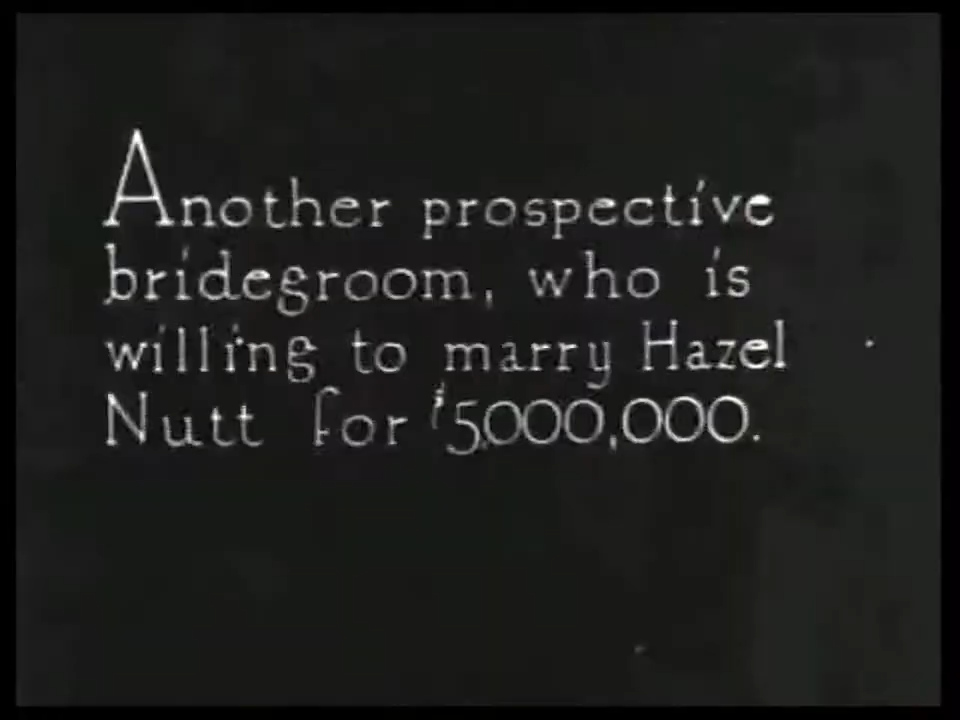 Another prospective
bridegroom, who is
willing to marry Hazel
Nutt for $5,000,000.